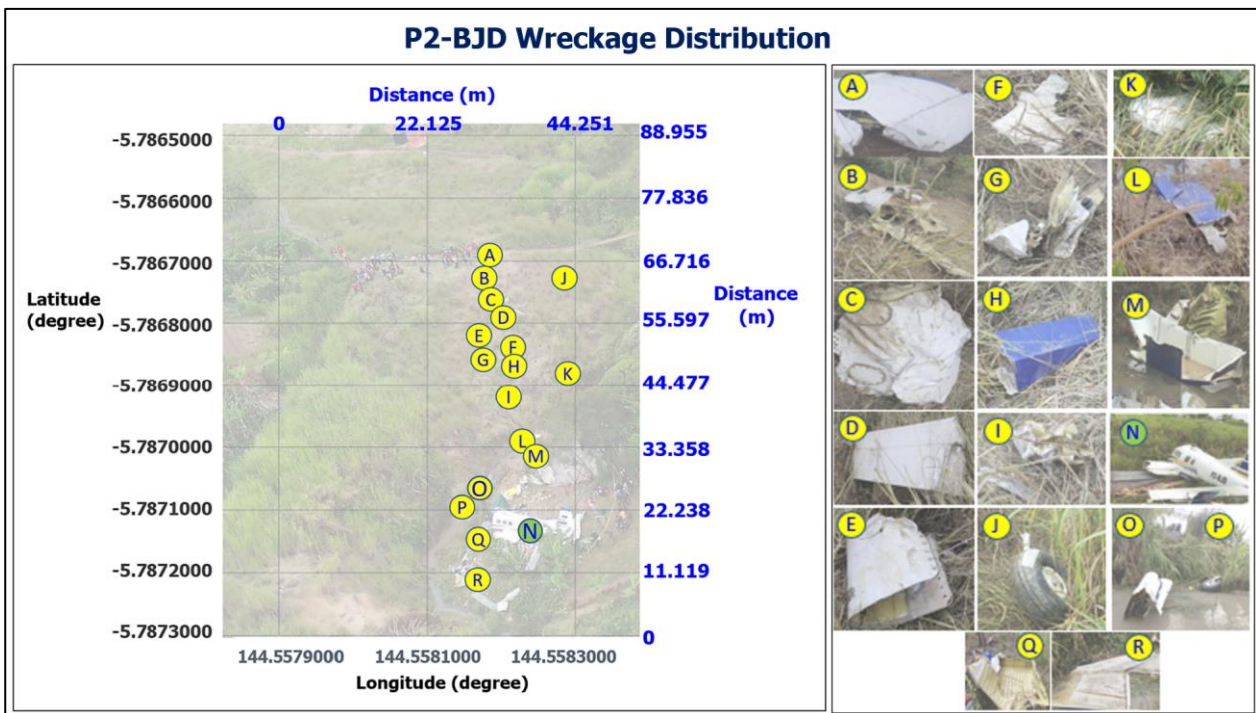 P2-BJD Wreckage Distribution
Distance (m)
0 22.125 44.251
-5.7865000 88.955
-5.7866000 77.836
A
-5.7867000 66.716
B J
C
Latitude (degree)
Distance (m)
D
-5.7868000 55.597
E
F
G H
K
-5.7869000 44.477
I
L
-5.7870000 33.358
M
O
P
-5.7871000 22.238
N
Q
-5.7872000 11.119
R
-5.7873000 0
144.5579000 144.5581000 144.5583000
Longitude (degree)
A F K
B G L
C H M
D I N
E J O P
Q R